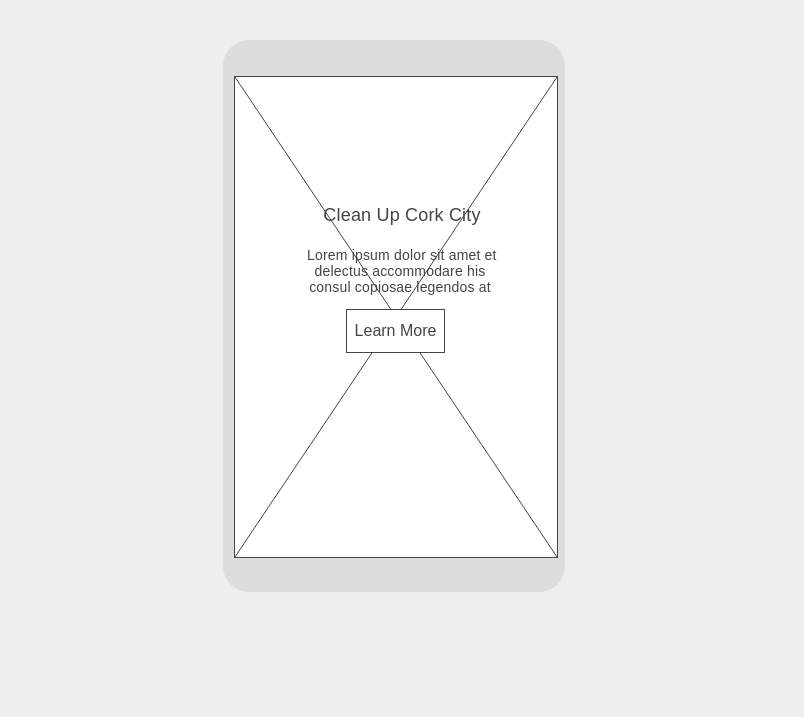 Clean Up Cork City
Lorem ipsum dolor sit amet et
delectus accommodare his
consul copiosae legendos at
Learn More